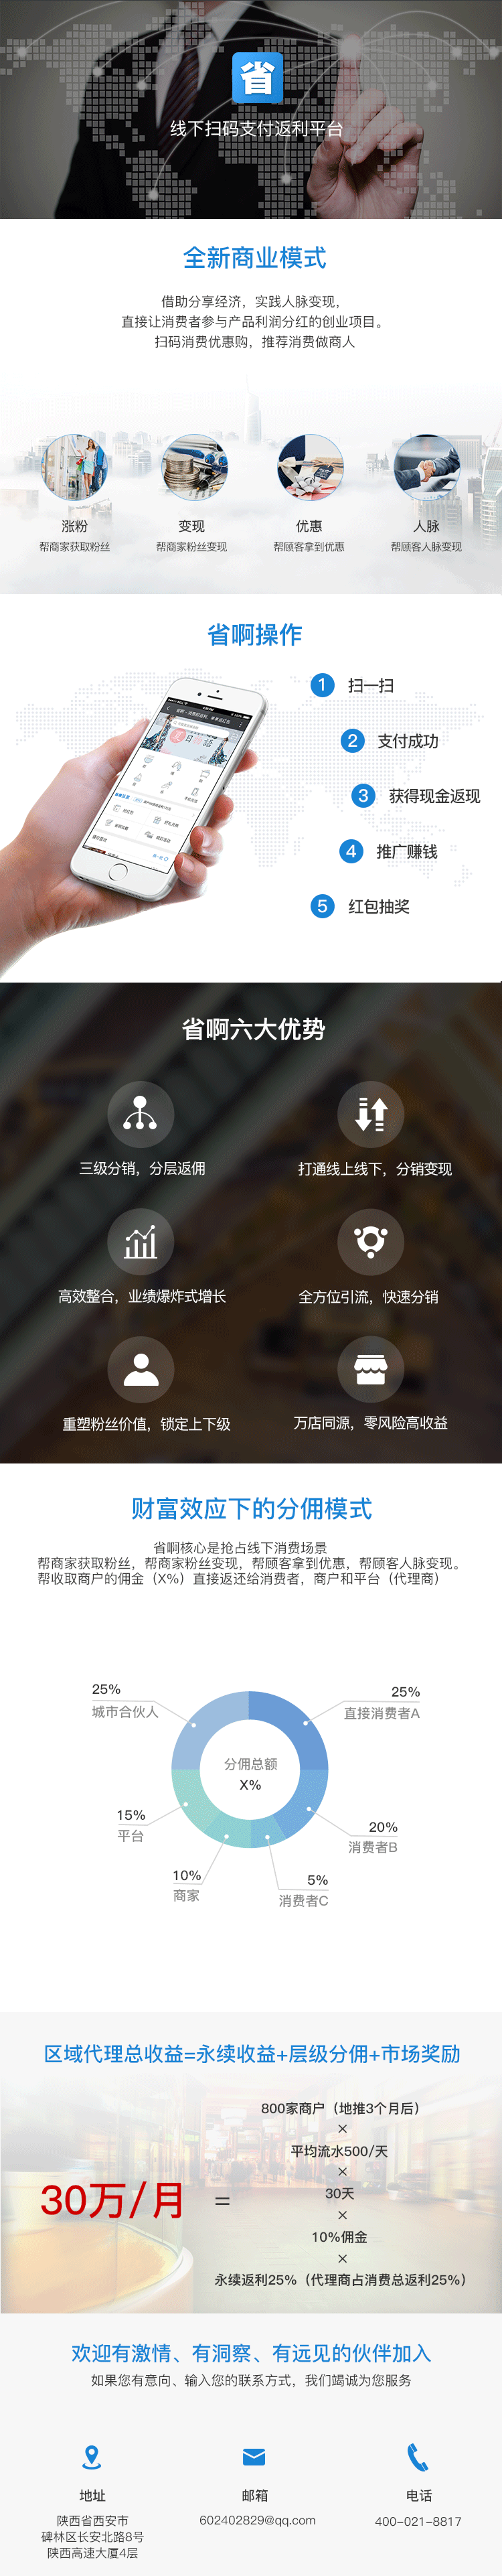 省
线下扫码支付返利平台
全新商业模式
借助分享经济，实践人脉变现，
直接让消费者参与产品利润分红的创业项目。
扫码消费优惠购，推荐消费做商人
涨粉
变现
优惠
人脉
帮商家获取粉丝
帮商家粉丝变现
帮顾客拿到优惠
帮顾客人脉变现
省啊操作
1 扫一扫
2 支付成功
3 获得现金返现
4 推广赚钱
5 红包抽奖
省啊六大优势
三级分销，分层返佣
打通线上线下，分销变现
高效整合，业绩爆炸式增长
全方位引流，快速分销
重塑粉丝价值，锁定上下级
万店同源，零风险高收益
财富效应下的分佣模式
省啊核心是抢占线下消费场景
帮商家获取粉丝，帮商家粉丝变现，帮顾客拿到优惠，帮顾客人脉变现。
帮收取商户的佣金（X%）直接返还给消费者，商户和平台（代理商）
25%
城市合伙人
25%
直接消费者A
分佣总额
X%
15%
平台
20%
消费者B
10%
商家
5%
消费者C
区域代理总收益=永续收益+层级分佣+市场奖励
800家商户（地推3个月后）
×
平均流水500/天
×
30万/月
=
30天
×
10%佣金
×
永续返利25%（代理商占消费总返利25%）
欢迎有激情、有洞察、有远见的伙伴加入
如果您有意向、输入您的联系方式，我们竭诚为您服务
地址
邮箱
电话
陕西省西安市
碑林区长安北路8号
陕西高速大厦4层
602402829@qq.com
400-021-8817